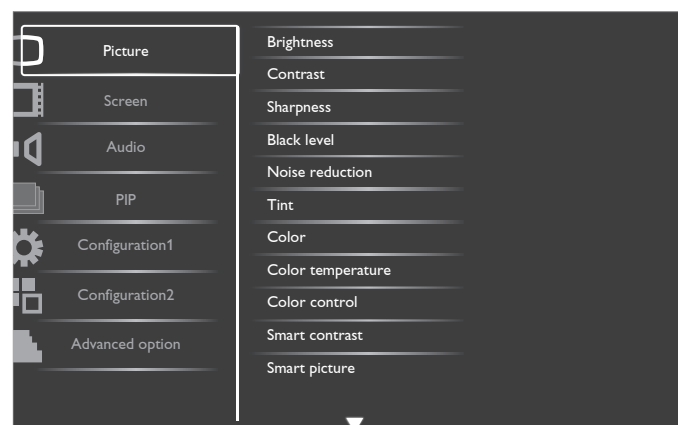 Picture
Screen
Audio
PIP
Configuration1
Configuration2
Advanced option
Brightness
Contrast
Sharpness
Black level
Noise reduction
Tint
Color
Color temperature
Color control
Smart contrast
Smart picture